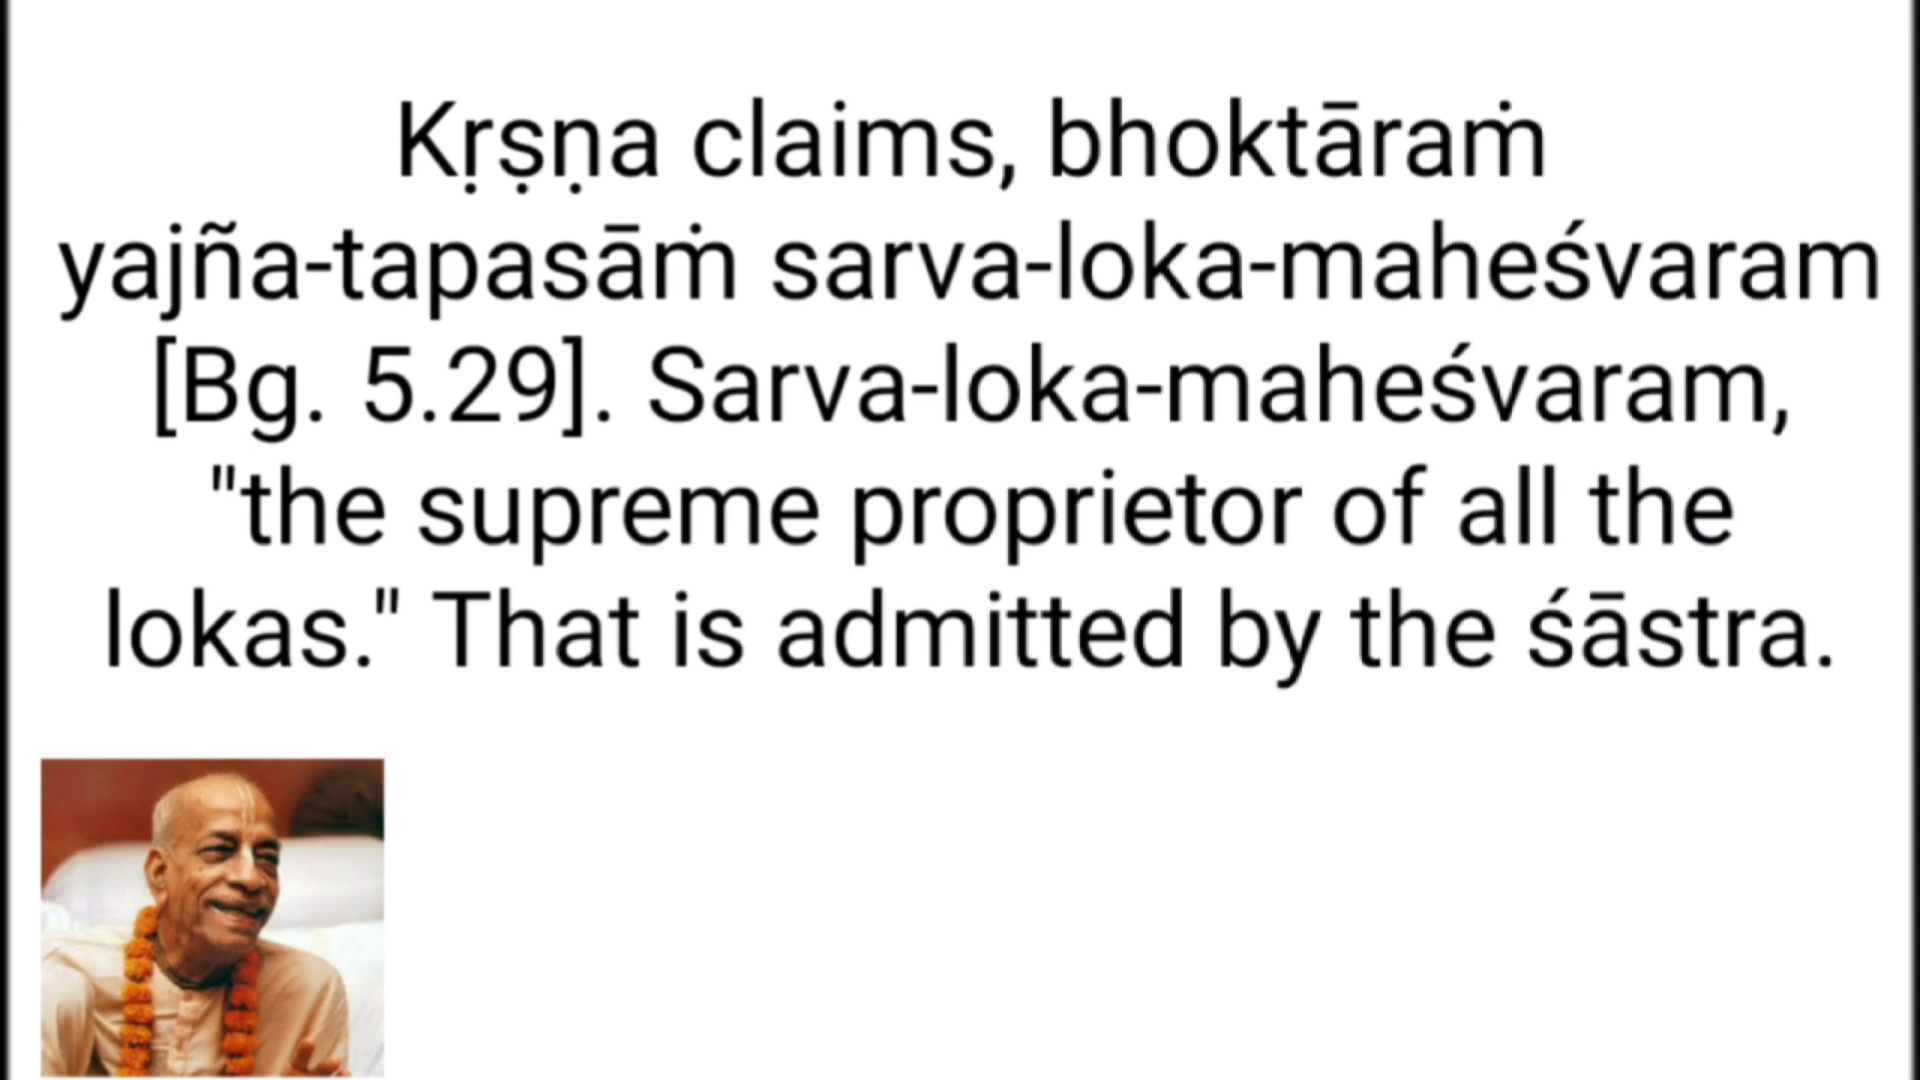 Kṛṣṇa claims, bhoktāraṁ
yajña-tapasāṁ sarva-loka-maheśvaram
[Bg. 5.29]. Sarva-loka-maheśvaram,
"the supreme proprietor of all the
lokas." That is admitted by the śāstra.